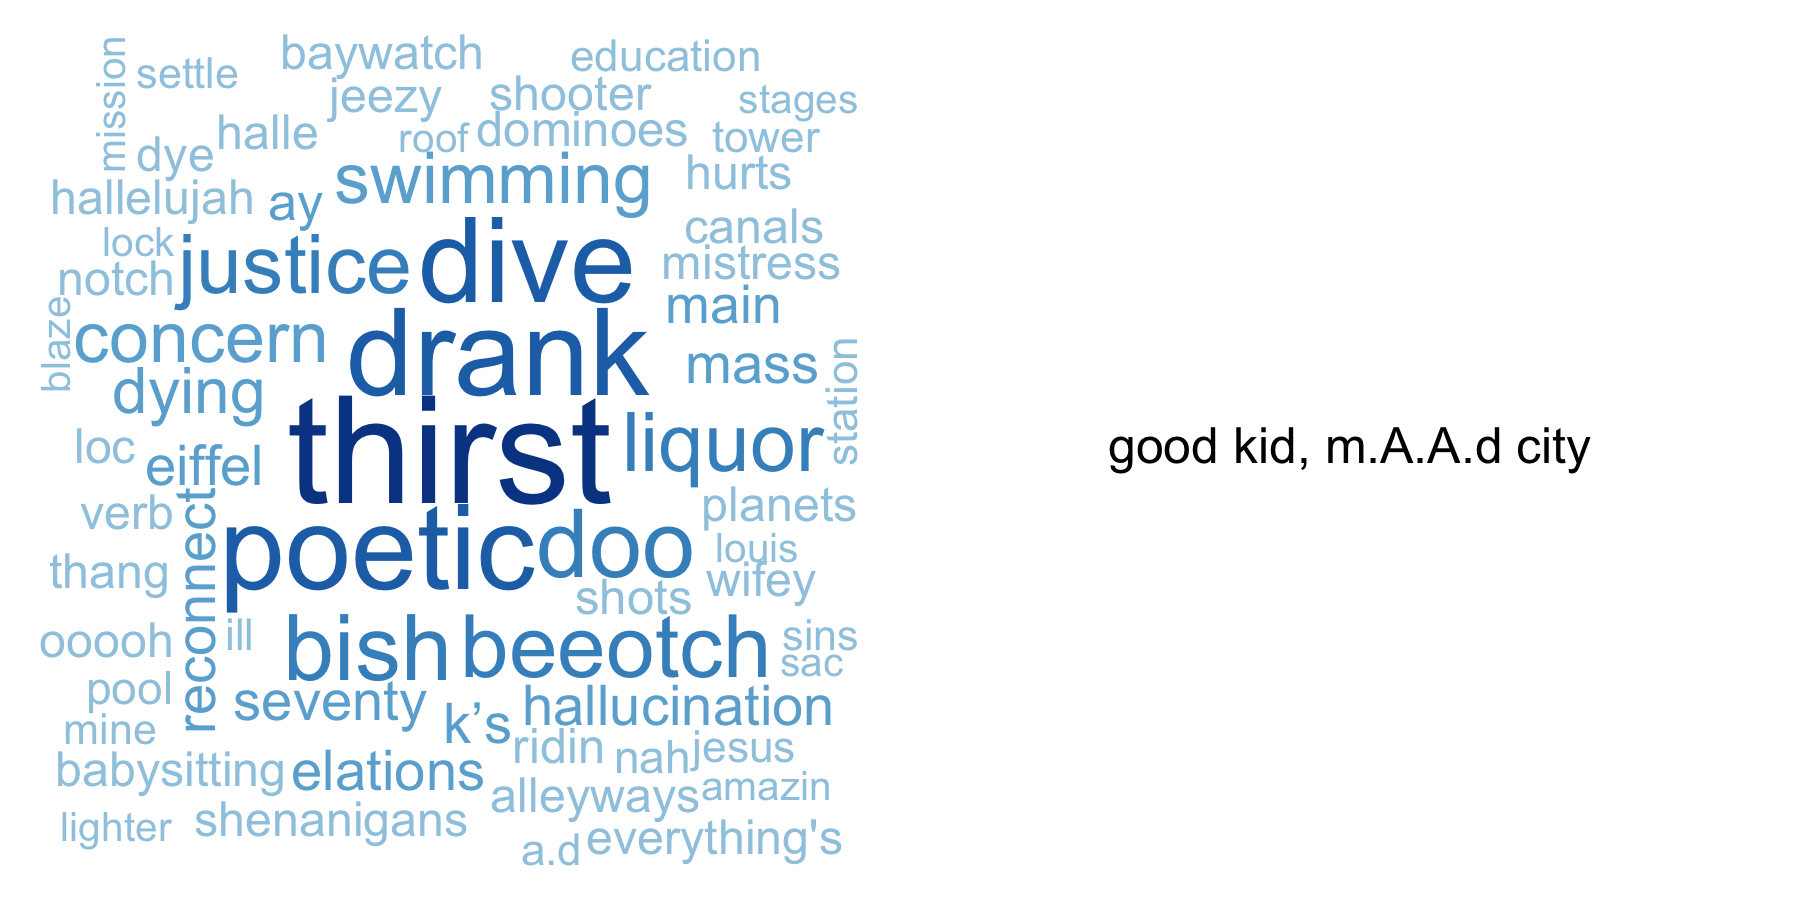 mission
settle
baywatch
education
jeezy
shooter
stages
halle
roof
dominoes
tower
dye
swimming
hurts
hallelujah
ay
canals
lock
justice
dive
mistress
notch
main
blaze
concern
drank
mass
station
dying
loc
eiffel
thirst
liquor
verb
reconnect
planets
poetic
doo
louis
thang
shots
wifey
ooooh
ill
bish
beeotch
sins
sac
pool
seventy
k’s
hallucination
mine
ridin
nah
jesus
babysitting
elations
alleyways
amazin
lighter
shenanigans
a.d
everything's
good kid, m.A.A.d city